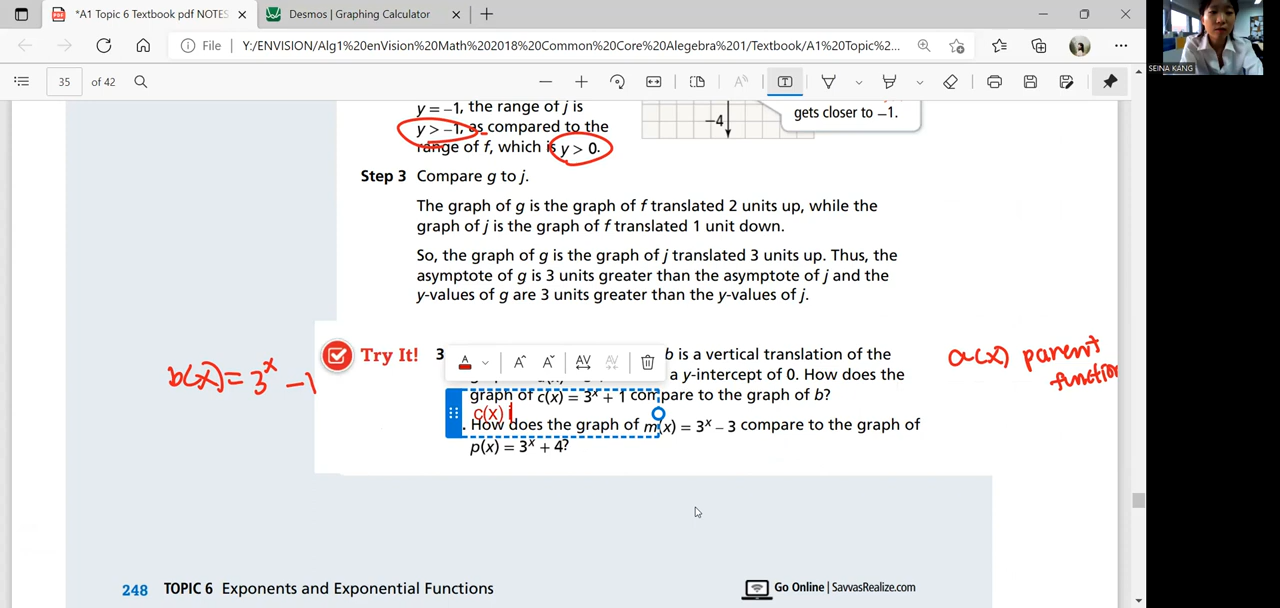 *A1 Topic 6 Textbook pdf NOTES
Desmos | Graphing Calculator
SEINA KANG
File
Y:/ENVISION/Alg1%20enVision%20Math%202018%20Common%20Core%20Alegebra%201/Textbook/A1%20Topic%2...
35 of 42
y = −1, the range of j is
y > −1, as compared to the
range of f, which is y > 0.
−4
gets closer to −1.
Step 3 Compare g to j.
The graph of g is the graph of f translated 2 units up, while the
graph of j is the graph of f translated 1 unit down.
So, the graph of g is the graph of j translated 3 units up. Thus, the
asymptote of g is 3 units greater than the asymptote of j and the
y-values of g are 3 units greater than the y-values of j.
b(x) = 3ˣ − 1
Try It! 3
b is a vertical translation of the
a y-intercept of 0. How does the
graph of c(x) = 3ˣ + 1 compare to the graph of b?
c(x) i
. How does the graph of m(x) = 3ˣ − 3 compare to the graph of
p(x) = 3ˣ + 4?
a(x) parent
function
248 TOPIC 6 Exponents and Exponential Functions
Go Online | SavvasRealize.com